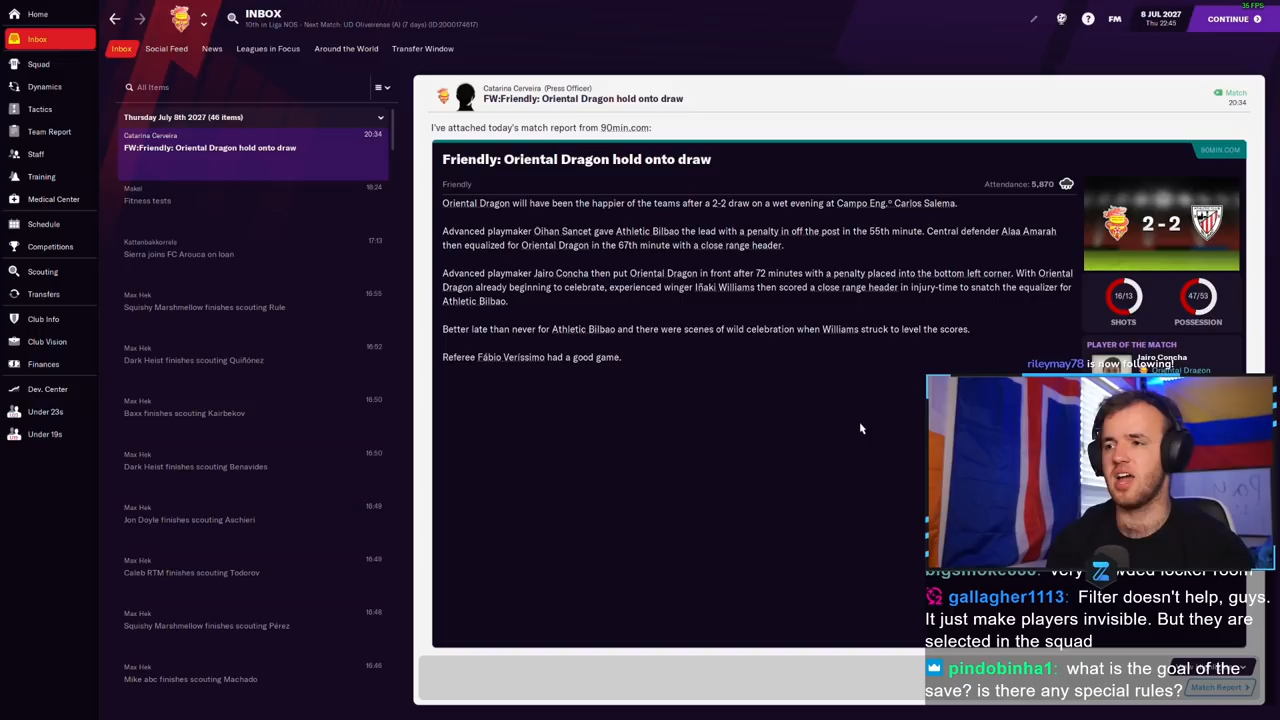 36 FPS
Home
Inbox
Squad
Dynamics
Tactics
Team Report
Staff
Training
Medical Center
Schedule
Competitions
Scouting
Transfers
Club Info
Club Vision
Finances
Dev. Center
Under 23s
Under 19s
INBOX
10th in Liga NOS - Next Match: UD Oliveirense (A) (7 days) (ID:2000174617)
FM
8 JUL 2027
Thu 22:45
CONTINUE
Inbox
Social Feed
News
Leagues in Focus
Around the World
Transfer Window
All Items
Thursday July 8th 2027 (46 items)
Catarina Cerveira
20:34
FW:Friendly: Oriental Dragon hold onto draw
Makel
18:24
Fitness tests
Kattenbakkorrels
17:13
Sierra joins FC Arouca on loan
Max Hek
16:55
Squishy Marshmellow finishes scouting Rule
Max Hek
16:52
Dark Heist finishes scouting Quiñónez
Max Hek
16:50
Baxx finishes scouting Kairbekov
Max Hek
16:50
Dark Heist finishes scouting Benavides
Max Hek
16:49
Jon Doyle finishes scouting Aschieri
Max Hek
16:49
Caleb RTM finishes scouting Todorov
Max Hek
16:48
Squishy Marshmellow finishes scouting Pérez
Max Hek
16:46
Mike abc finishes scouting Machado
Catarina Cerveira (Press Officer)
FW:Friendly: Oriental Dragon hold onto draw
Match
20:34
I've attached today's match report from 90min.com:
90MIN.COM
Friendly: Oriental Dragon hold onto draw
Friendly
Attendance: 5,870
Oriental Dragon will have been the happier of the teams after a 2-2 draw on a wet evening at Campo Eng.º Carlos Salema.
Advanced playmaker Oihan Sancet gave Athletic Bilbao the lead with a penalty in off the post in the 55th minute. Central defender Alaa Amarah
then equalized for Oriental Dragon in the 67th minute with a close range header.
Advanced playmaker Jairo Concha then put Oriental Dragon in front after 72 minutes with a penalty placed into the bottom left corner. With Oriental
Dragon already beginning to celebrate, experienced winger Iñaki Williams then scored a close range header in injury-time to snatch the equalizer for
Athletic Bilbao.
Better late than never for Athletic Bilbao and there were scenes of wild celebration when Williams struck to level the scores.
Referee Fábio Veríssimo had a good game.
2 - 2
16/13
SHOTS
47/53
POSSESSION
PLAYER OF THE MATCH
Jairo Concha
Oriental Dragon
rileymay78 is now following!
locker room
gallagher1113: Filter doesn't help, guys.
It just make players invisible. But they are
selected in the squad
pindobinha1: what is the goal of the
save? is there any special rules?
Match Report